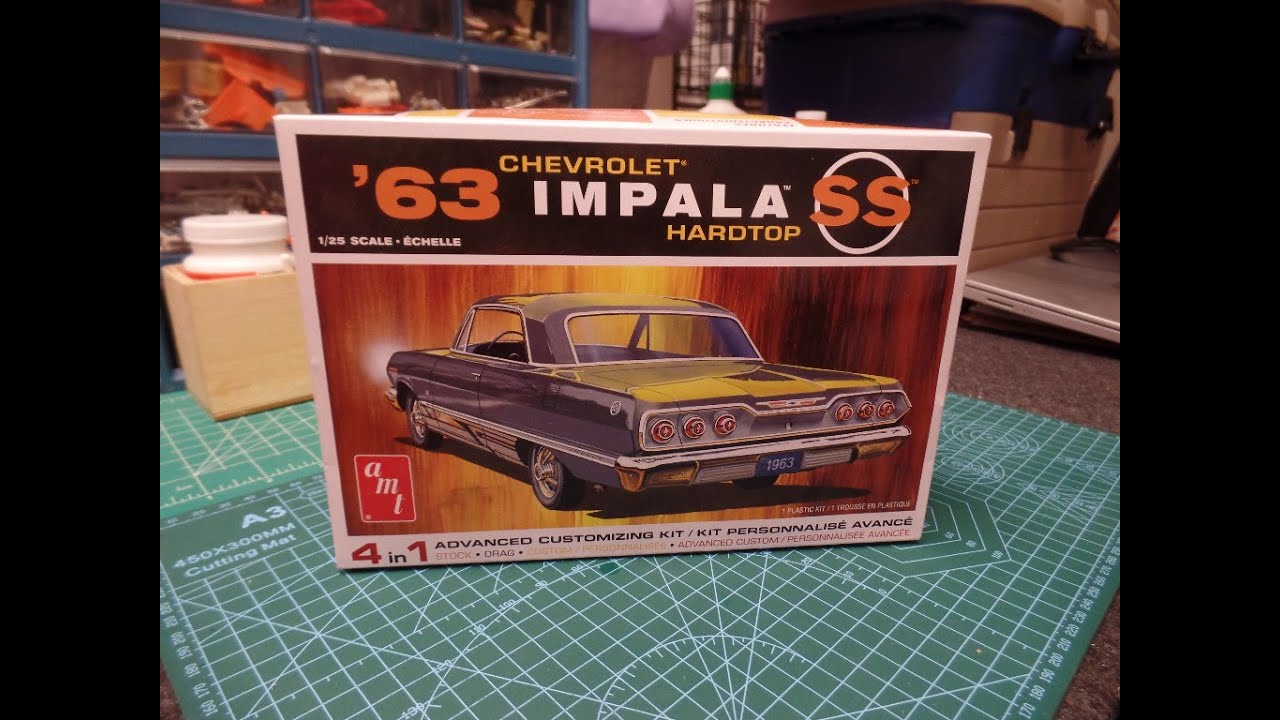 CHEVROLET®
'63 IMPALA™ SS™
HARDTOP
1/25 SCALE • ÉCHELLE
1963
amt®
1 PLASTIC KIT / 1 TROUSSE EN PLASTIQUE
4 in 1 ADVANCED CUSTOMIZING KIT / KIT PERSONNALISÉ AVANCÉ
STOCK • DRAG • CUSTOM / PERSONNALISÉE • ADVANCED CUSTOM / PERSONNALISÉE AVANCÉE
A3
450X300MM
Cutting Mat